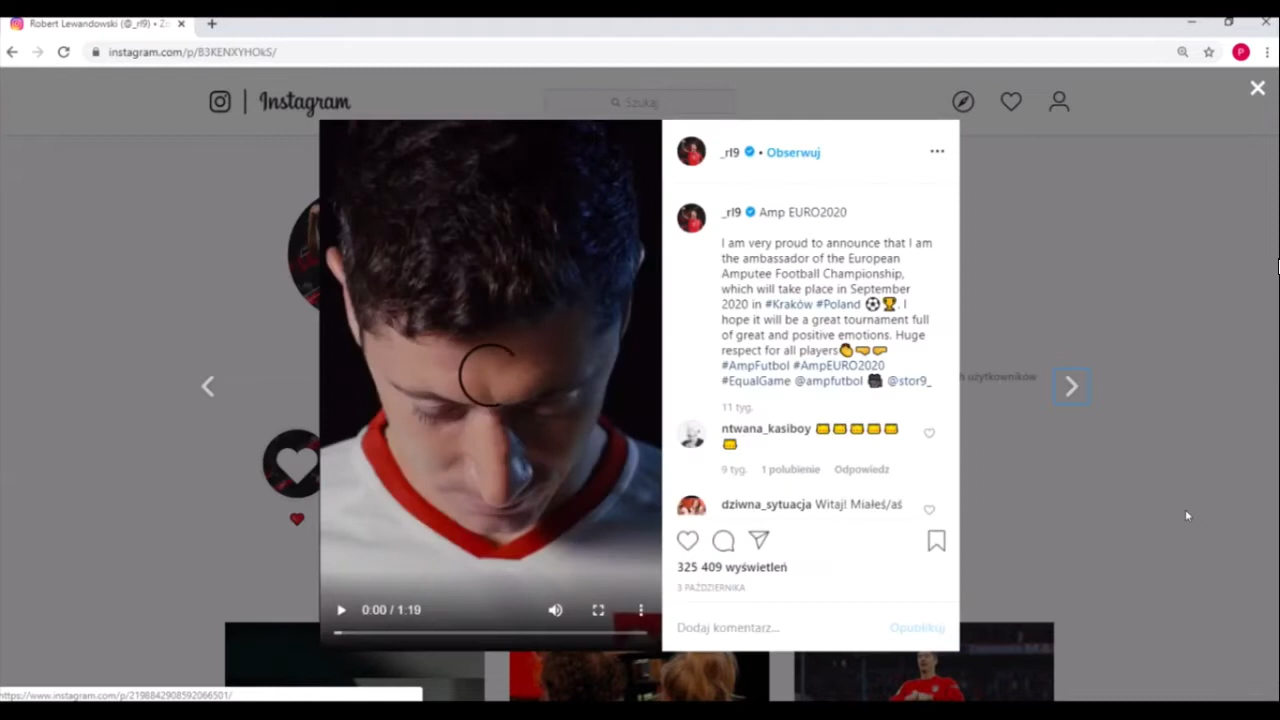 Robert Lewandowski (@_rl9) • Z
instagram.com/p/B3KENXYHOkS/
P
Instagram
Szukaj
_rl9 • Obserwuj
_rl9 Amp EURO2020
I am very proud to announce that I am
the ambassador of the European
Amputee Football Championship,
which will take place in September
2020 in #Kraków #Poland ⚽🏆. I
hope it will be a great tournament full
of great and positive emotions. Huge
respect for all players
#AmpFutbol #AmpEURO2020
#EqualGame @ampfutbol @stor9_
11 tyg.
ntwana_kasiboy
9 tyg. 1 polubienie Odpowiedz
dziwna_sytuacja Witaj! Miałeś/aś
325 409 wyświetleń
3 PAŹDZIERNIKA
Dodaj komentarz...
Opublikuj
0:00 / 1:19
h użytkowników
https://www.instagram.com/p/2198842908592066501/